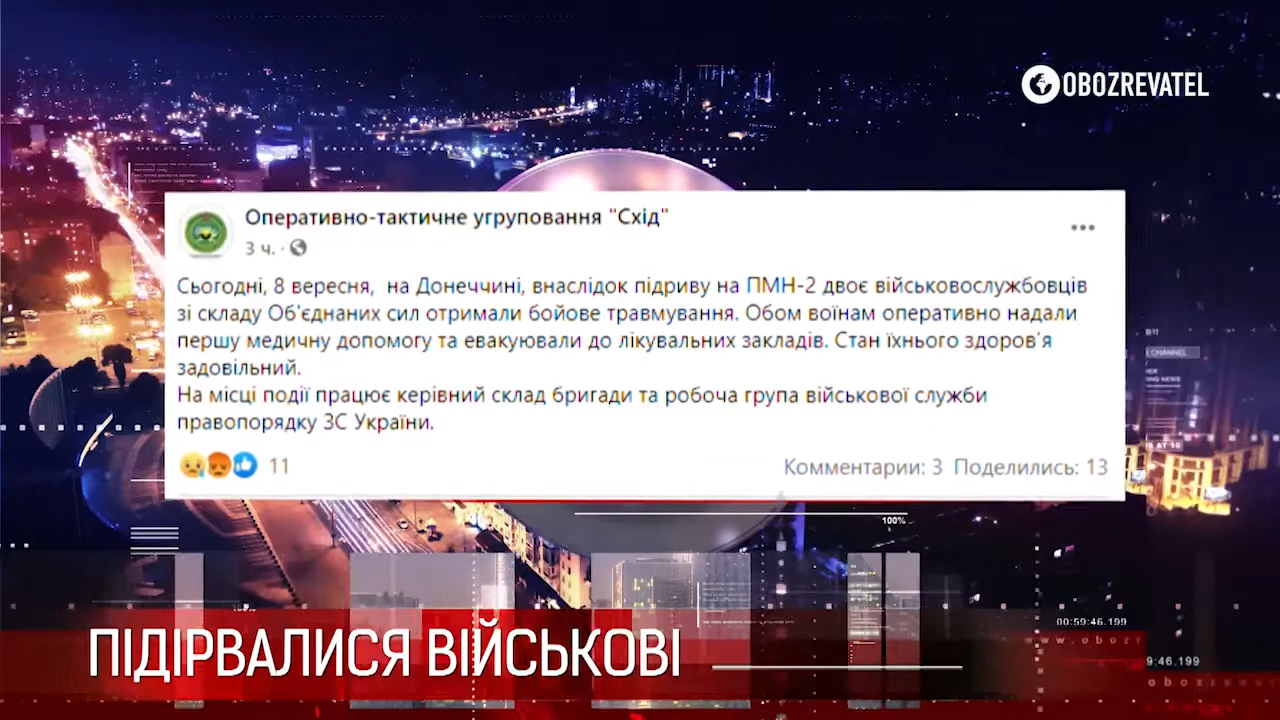 OBOZREVATEL
Оперативно-тактичне угруповання "Схід"
3 ч. ·
Сьогодні, 8 вересня, на Донеччині, внаслідок підриву на ПМН-2 двоє військовослужбовців
зі складу Об'єднаних сил отримали бойове травмування. Обом воїнам оперативно надали
першу медичну допомогу та евакуювали до лікувальних закладів. Стан їхнього здоров'я
задовільний.
На місці події працює керівний склад бригади та робоча група військової служби
правопорядку ЗС України.
11
Комментарии: 3 Поделились: 13
CHANNEL
100%
ПІДІРВАЛИСЯ ВІЙСЬКОВІ
00:59:46.199
www.obozr
9:46.199